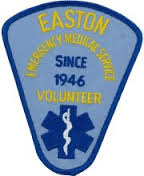 EASTON
EMERGENCY MEDICAL SERVICE
SINCE
1946
VOLUNTEER